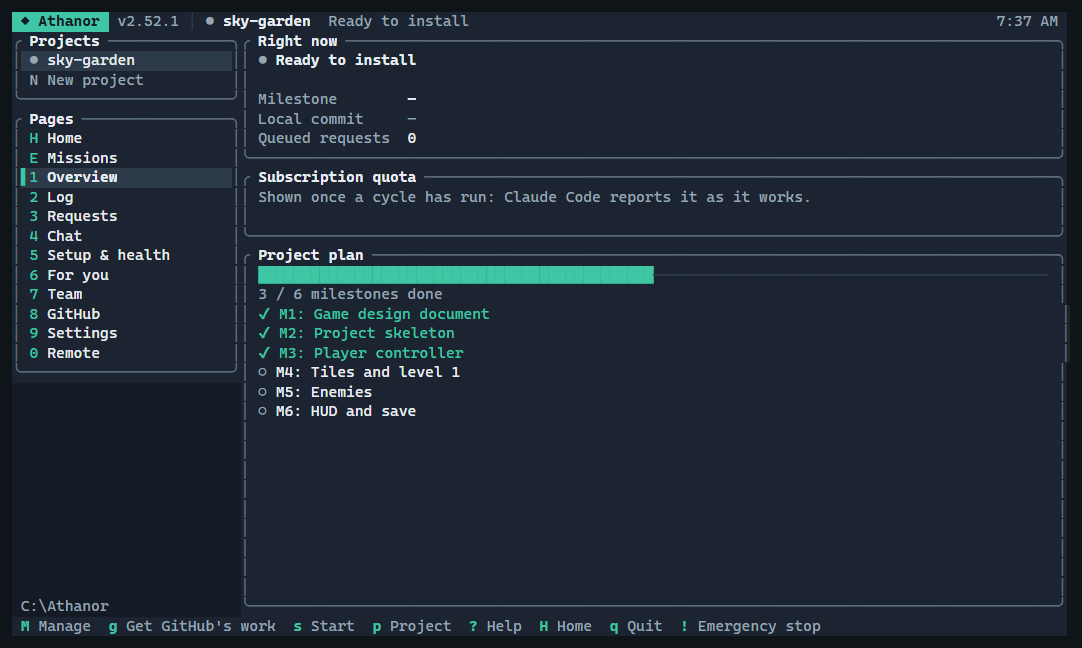 ◆ Athanor v2.52.1 │ ● sky-garden Ready to install 7:37 AM
Projects
● sky-garden
N New project
Pages
H Home
E Missions
1 Overview
2 Log
3 Requests
4 Chat
5 Setup & health
6 For you
7 Team
8 GitHub
9 Settings
0 Remote
C:\Athanor
Right now
● Ready to install
Milestone —
Local commit —
Queued requests 0
Subscription quota
Shown once a cycle has run: Claude Code reports it as it works.
Project plan
3 / 6 milestones done
✓ M1: Game design document
✓ M2: Project skeleton
✓ M3: Player controller
○ M4: Tiles and level 1
○ M5: Enemies
○ M6: HUD and save
M Manage g Get GitHub's work s Start p Project ? Help H Home q Quit ! Emergency stop